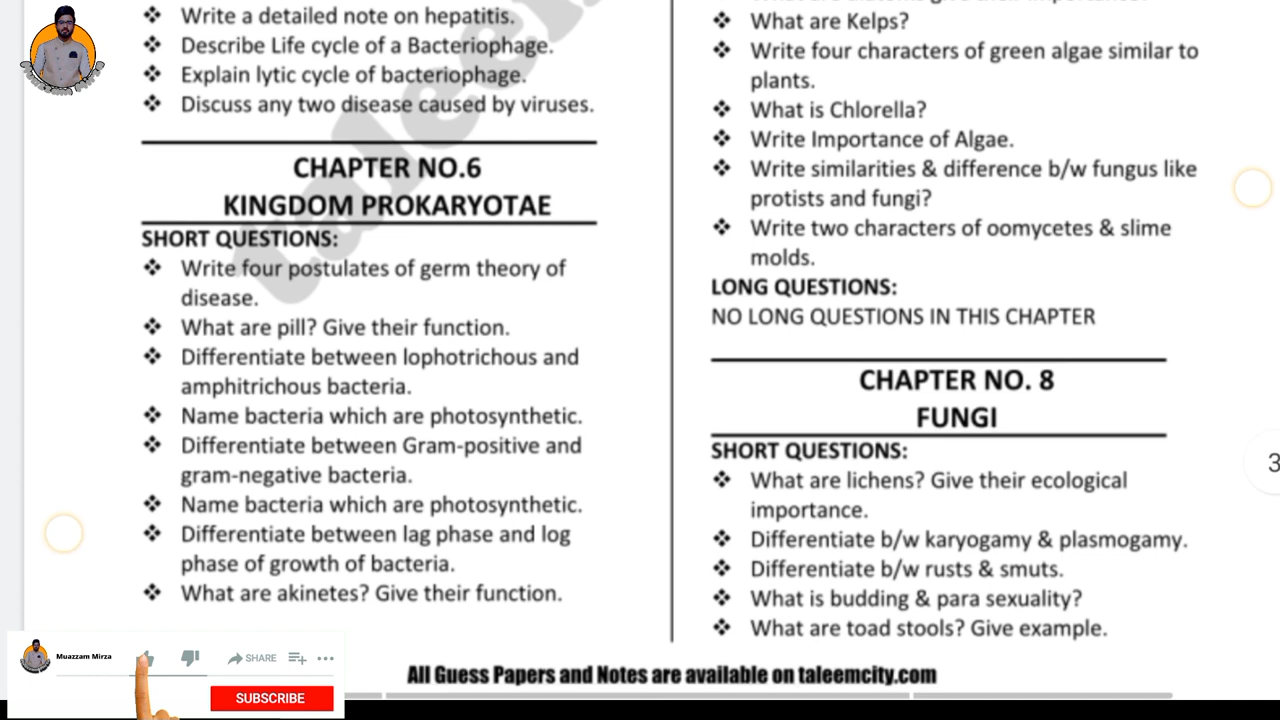 Write a detailed note on hepatitis.
Describe Life cycle of a Bacteriophage.
Explain lytic cycle of bacteriophage.
Discuss any two disease caused by viruses.
CHAPTER NO.6
KINGDOM PROKARYOTAE
SHORT QUESTIONS:
Write four postulates of germ theory of
disease.
What are pill? Give their function.
Differentiate between lophotrichous and
amphitrichous bacteria.
Name bacteria which are photosynthetic.
Differentiate between Gram-positive and
gram-negative bacteria.
Name bacteria which are photosynthetic.
Differentiate between lag phase and log
phase of growth of bacteria.
What are akinetes? Give their function.
What are Kelps?
Write four characters of green algae similar to
plants.
What is Chlorella?
Write Importance of Algae.
Write similarities & difference b/w fungus like
protists and fungi?
Write two characters of oomycetes & slime
molds.
LONG QUESTIONS:
NO LONG QUESTIONS IN THIS CHAPTER
CHAPTER NO. 8
FUNGI
SHORT QUESTIONS:
What are lichens? Give their ecological
importance.
Differentiate b/w karyogamy & plasmogamy.
Differentiate b/w rusts & smuts.
What is budding & para sexuality?
What are toad stools? Give example.
3
Muazzam Mirza
SHARE
SUBSCRIBE
All Guess Papers and Notes are available on taleemcity.com